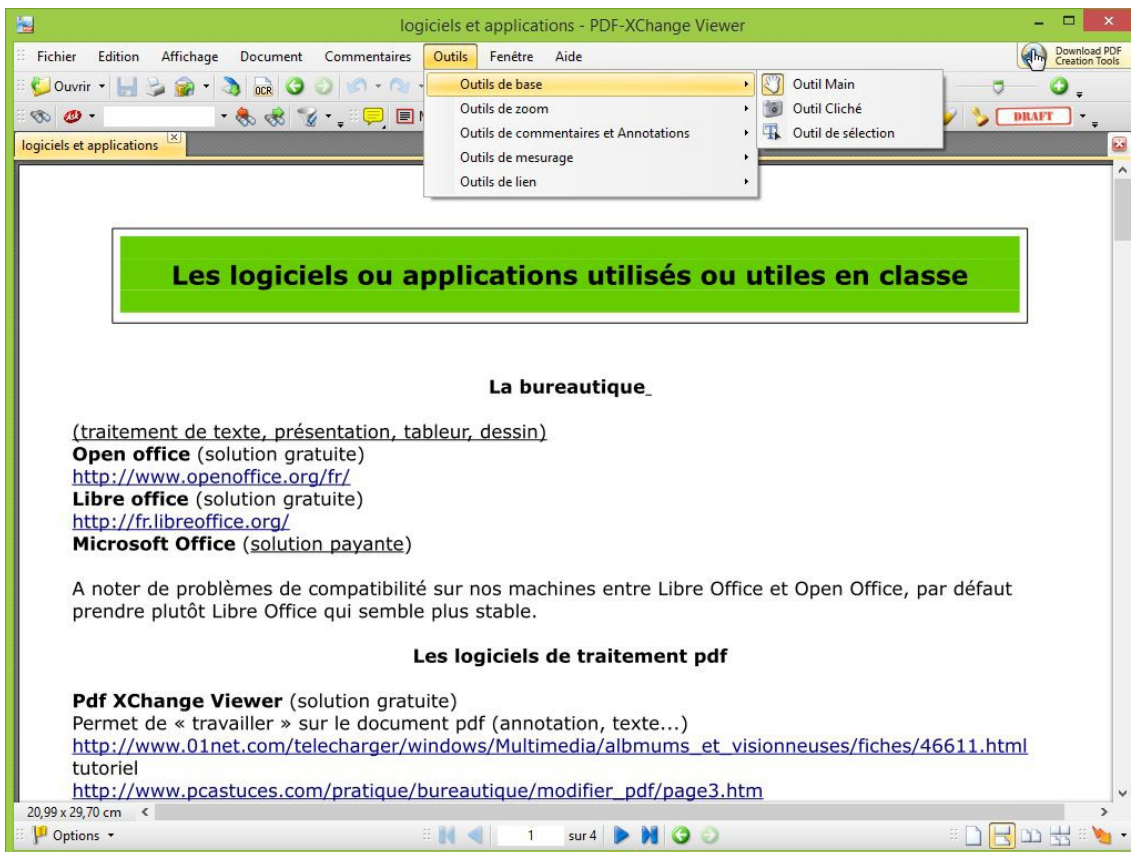 logiciels et applications - PDF-XChange Viewer
Fichier Edition Affichage Document Commentaires Outils Fenêtre Aide
Download PDF
Creation Tools
Ouvrir
OCR
Outils de base
Outils de zoom
Outils de commentaires et Annotations
Outils de mesurage
Outils de lien
Outil Main
Outil Cliché
Outil de sélection
DRAFT
logiciels et applications
Les logiciels ou applications utilisés ou utiles en classe
La bureautique
(traitement de texte, présentation, tableur, dessin)
Open office (solution gratuite)
http://www.openoffice.org/fr/
Libre office (solution gratuite)
http://fr.libreoffice.org/
Microsoft Office (solution payante)
A noter de problèmes de compatibilité sur nos machines entre Libre Office et Open Office, par défaut
prendre plutôt Libre Office qui semble plus stable.
Les logiciels de traitement pdf
Pdf XChange Viewer (solution gratuite)
Permet de « travailler » sur le document pdf (annotation, texte...)
http://www.01net.com/telecharger/windows/Multimedia/albmums_et_visionneuses/fiches/46611.html
tutoriel
http://www.pcastuces.com/pratique/bureautique/modifier_pdf/page3.htm
20,99 x 29,70 cm
Options
1 sur 4